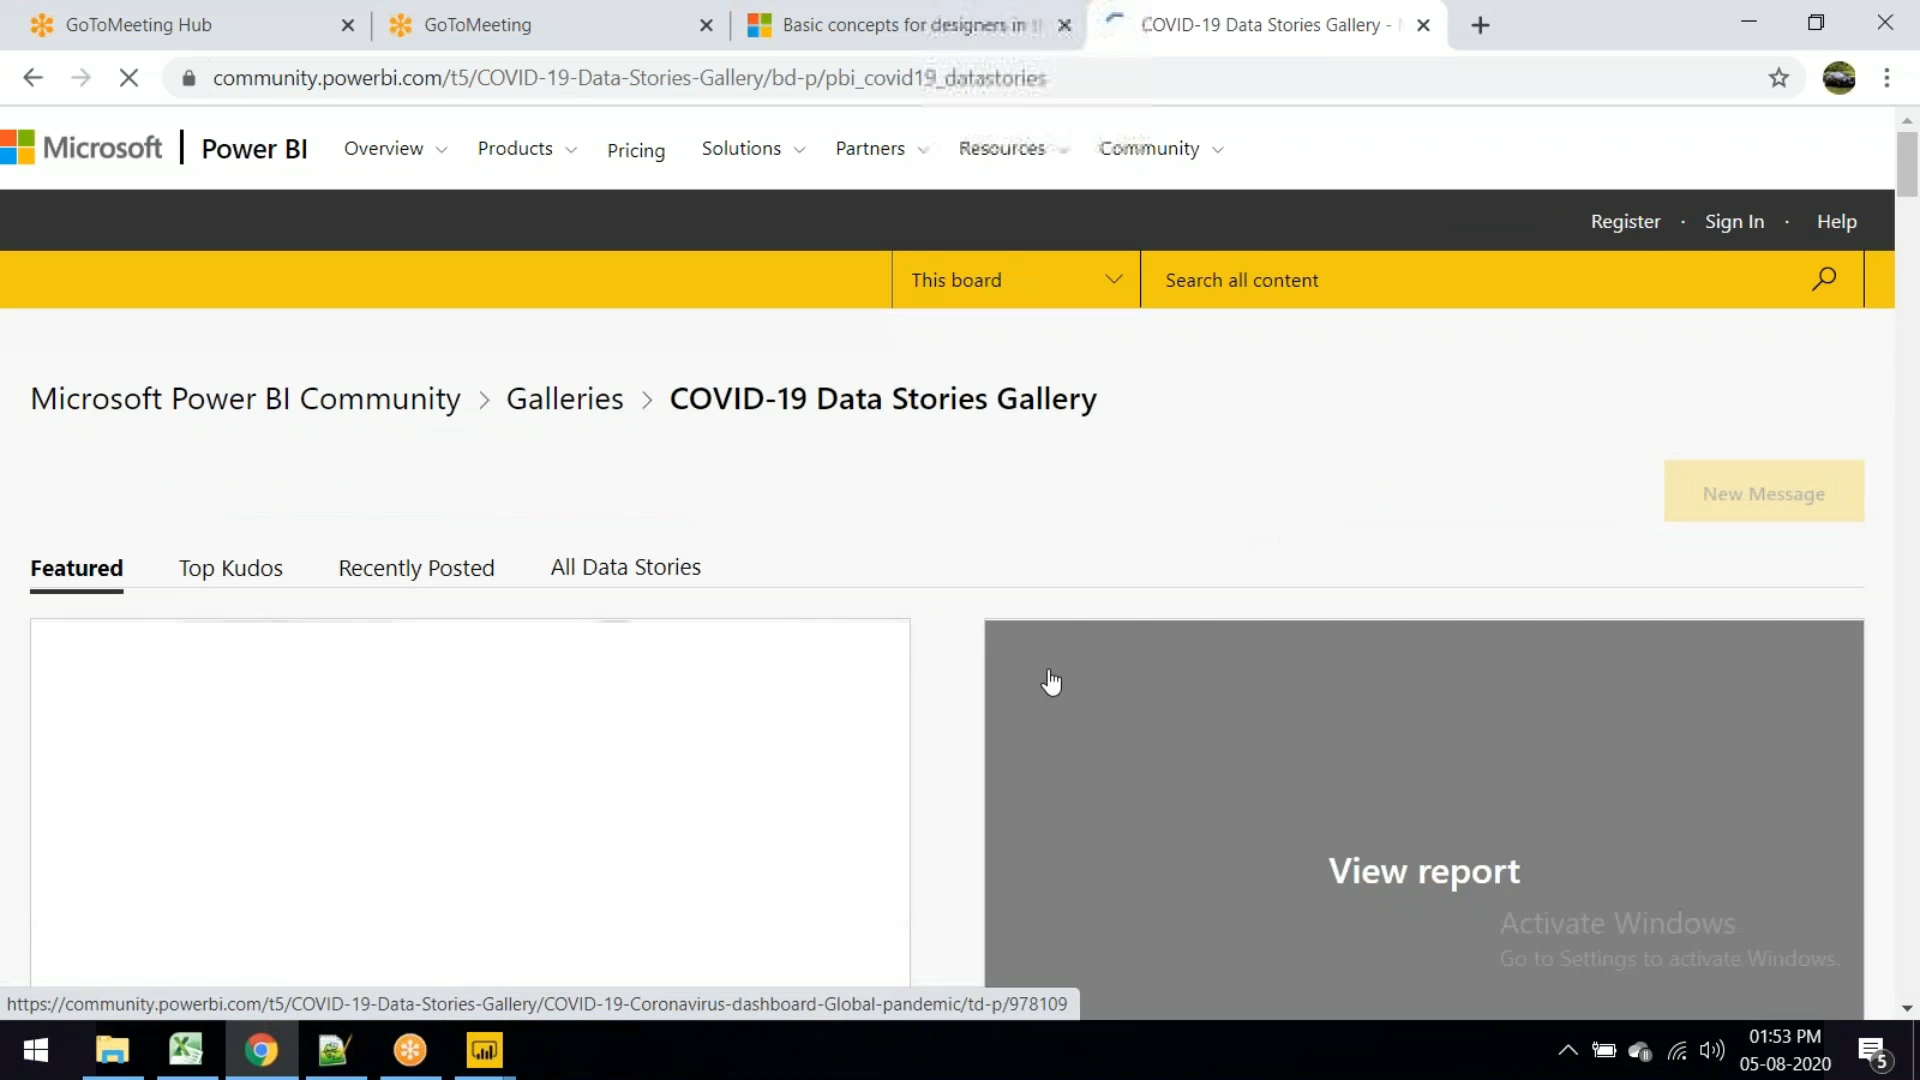 GoToMeeting Hub
GoToMeeting
Basic concepts for designers in
COVID-19 Data Stories Gallery -
community.powerbi.com/t5/COVID-19-Data-Stories-Gallery/bd-p/pbi_covid19_datastories
Microsoft Power BI Overview Products Pricing Solutions Partners Resources Community
Register · Sign In · Help
This board Search all content
Microsoft Power BI Community > Galleries > COVID-19 Data Stories Gallery
New Message
Featured Top Kudos Recently Posted All Data Stories
View report
Activate Windows
Go to Settings to activate Windows.
https://community.powerbi.com/t5/COVID-19-Data-Stories-Gallery/COVID-19-Coronavirus-dashboard-Global-pandemic/td-p/978109
01:53 PM
05-08-2020
5